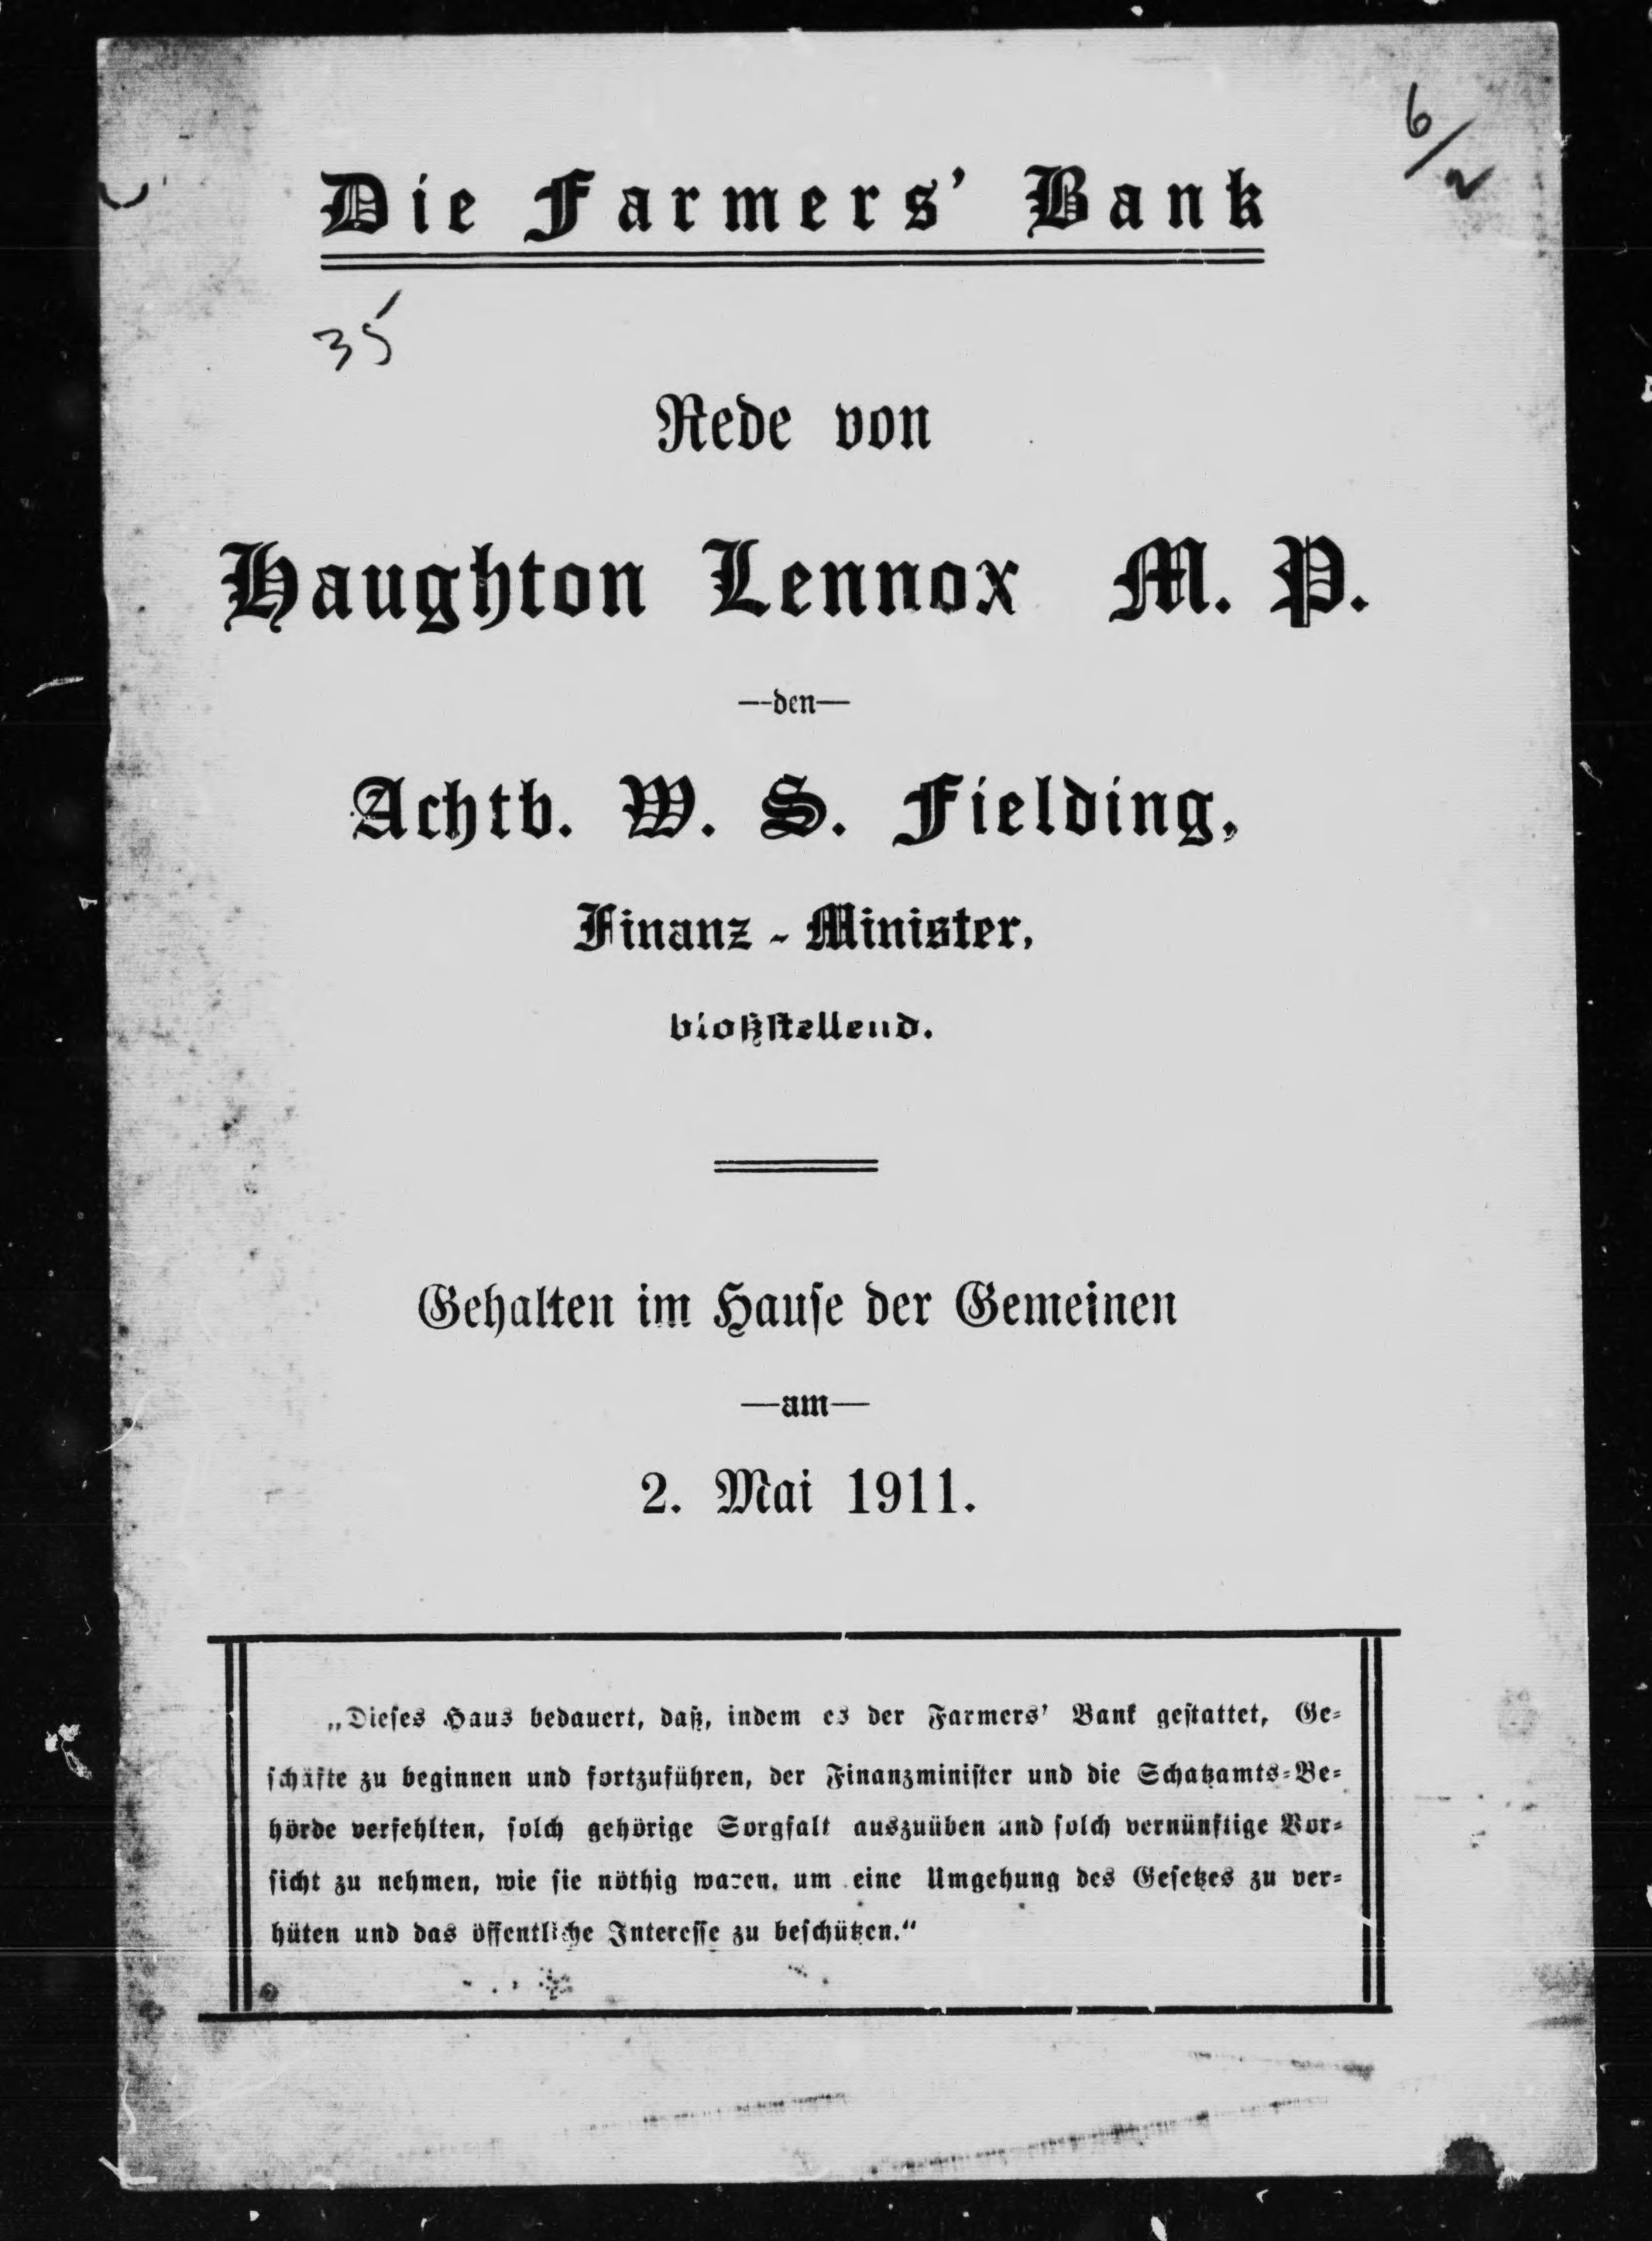 6/2
Die Farmers' Bank
35
Rede von
Haughton Lennox M. P.
—den—
Achtb. W. S. Fielding,
Finanz - Minister,
bloßstellend.
Gehalten im Hause der Gemeinen
—am—
2. Mai 1911.
„Dieses Haus bedauert, daß, indem es der Farmers' Bank gestattet, Ge-
schäfte zu beginnen und fortzuführen, der Finanzminister und die Schatzamts-Be-
hörde verfehlten, solch gehörige Sorgfalt auszuüben und solch vernünftige Vor-
sicht zu nehmen, wie sie nöthig waren, um eine Umgehung des Gesetzes zu ver-
hüten und das öffentliche Interesse zu beschützen.“